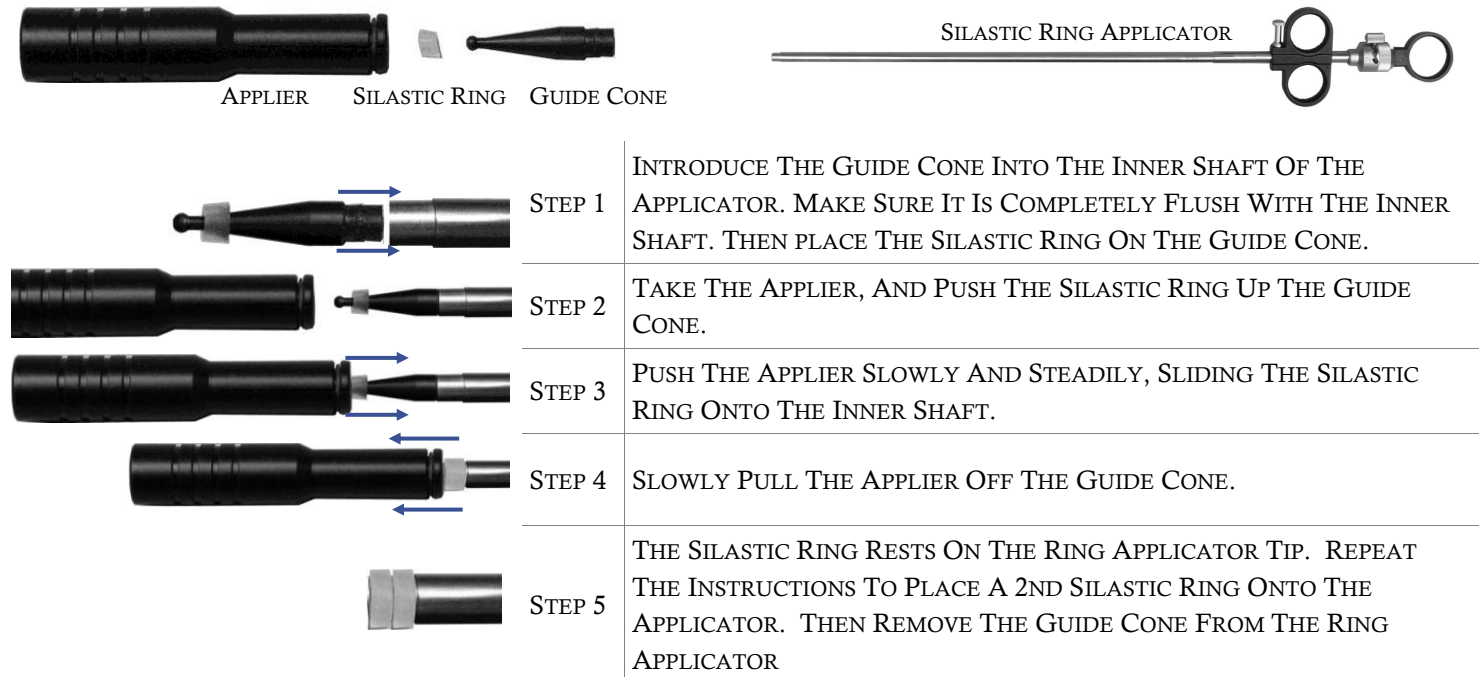 SILASTIC RING APPLICATOR
APPLIER SILASTIC RING GUIDE CONE
STEP 1
INTRODUCE THE GUIDE CONE INTO THE INNER SHAFT OF THE
APPLICATOR. MAKE SURE IT IS COMPLETELY FLUSH WITH THE INNER
SHAFT. THEN PLACE THE SILASTIC RING ON THE GUIDE CONE.
STEP 2
TAKE THE APPLIER, AND PUSH THE SILASTIC RING UP THE GUIDE
CONE.
STEP 3
PUSH THE APPLIER SLOWLY AND STEADILY, SLIDING THE SILASTIC
RING ONTO THE INNER SHAFT.
STEP 4
SLOWLY PULL THE APPLIER OFF THE GUIDE CONE.
STEP 5
THE SILASTIC RING RESTS ON THE RING APPLICATOR TIP. REPEAT
THE INSTRUCTIONS TO PLACE A 2ND SILASTIC RING ONTO THE
APPLICATOR. THEN REMOVE THE GUIDE CONE FROM THE RING
APPLICATOR